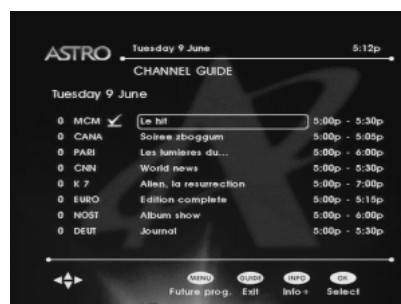 ASTRO Tuesday 9 June 5:12p
CHANNEL GUIDE
Tuesday 9 June
0 MCM Le hit 5:00p - 5:30p
0 CANA Soiree zboggum 5:00p - 5:05p
0 PARI Les lumieres du... 5:00p - 6:00p
0 CNN World news 5:00p - 5:30p
0 K 7 Alien, la resurrection 5:00p - 7:00p
0 EURO Edition complete 5:00p - 5:15p
0 NOST Album show 5:00p - 6:00p
0 DEUT Journal 5:00p - 5:30p
MENU GUIDE INFO OK
Future prog. Exit Info+ Select